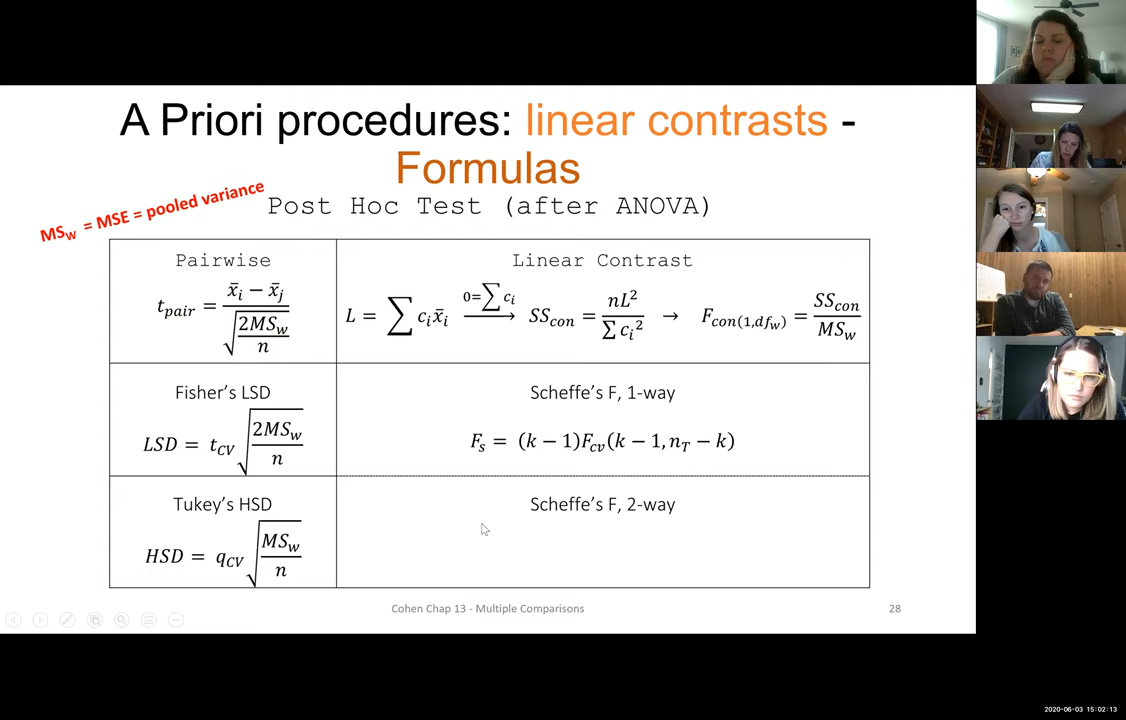 A Priori procedures: linear contrasts -
Formulas
MS_w = MSE = pooled variance
Post Hoc Test (after ANOVA)
Pairwise
t_pair = (x̄_i − x̄_j) / √(2MS_w / n)
Linear Contrast
L = ∑ c_i x̄_i —(0=∑ c_i)→ SS_con = nL² / ∑ c_i² → F_con(1,df_w) = SS_con / MS_w
Fisher's LSD
LSD = t_CV √(2MS_w / n)
Scheffe's F, 1-way
F_s = (k − 1)F_cv(k − 1, n_T − k)
Tukey's HSD
HSD = q_CV √(MS_w / n)
Scheffe's F, 2-way
Cohen Chap 13 - Multiple Comparisons
28
2020-06-03 15:02:13